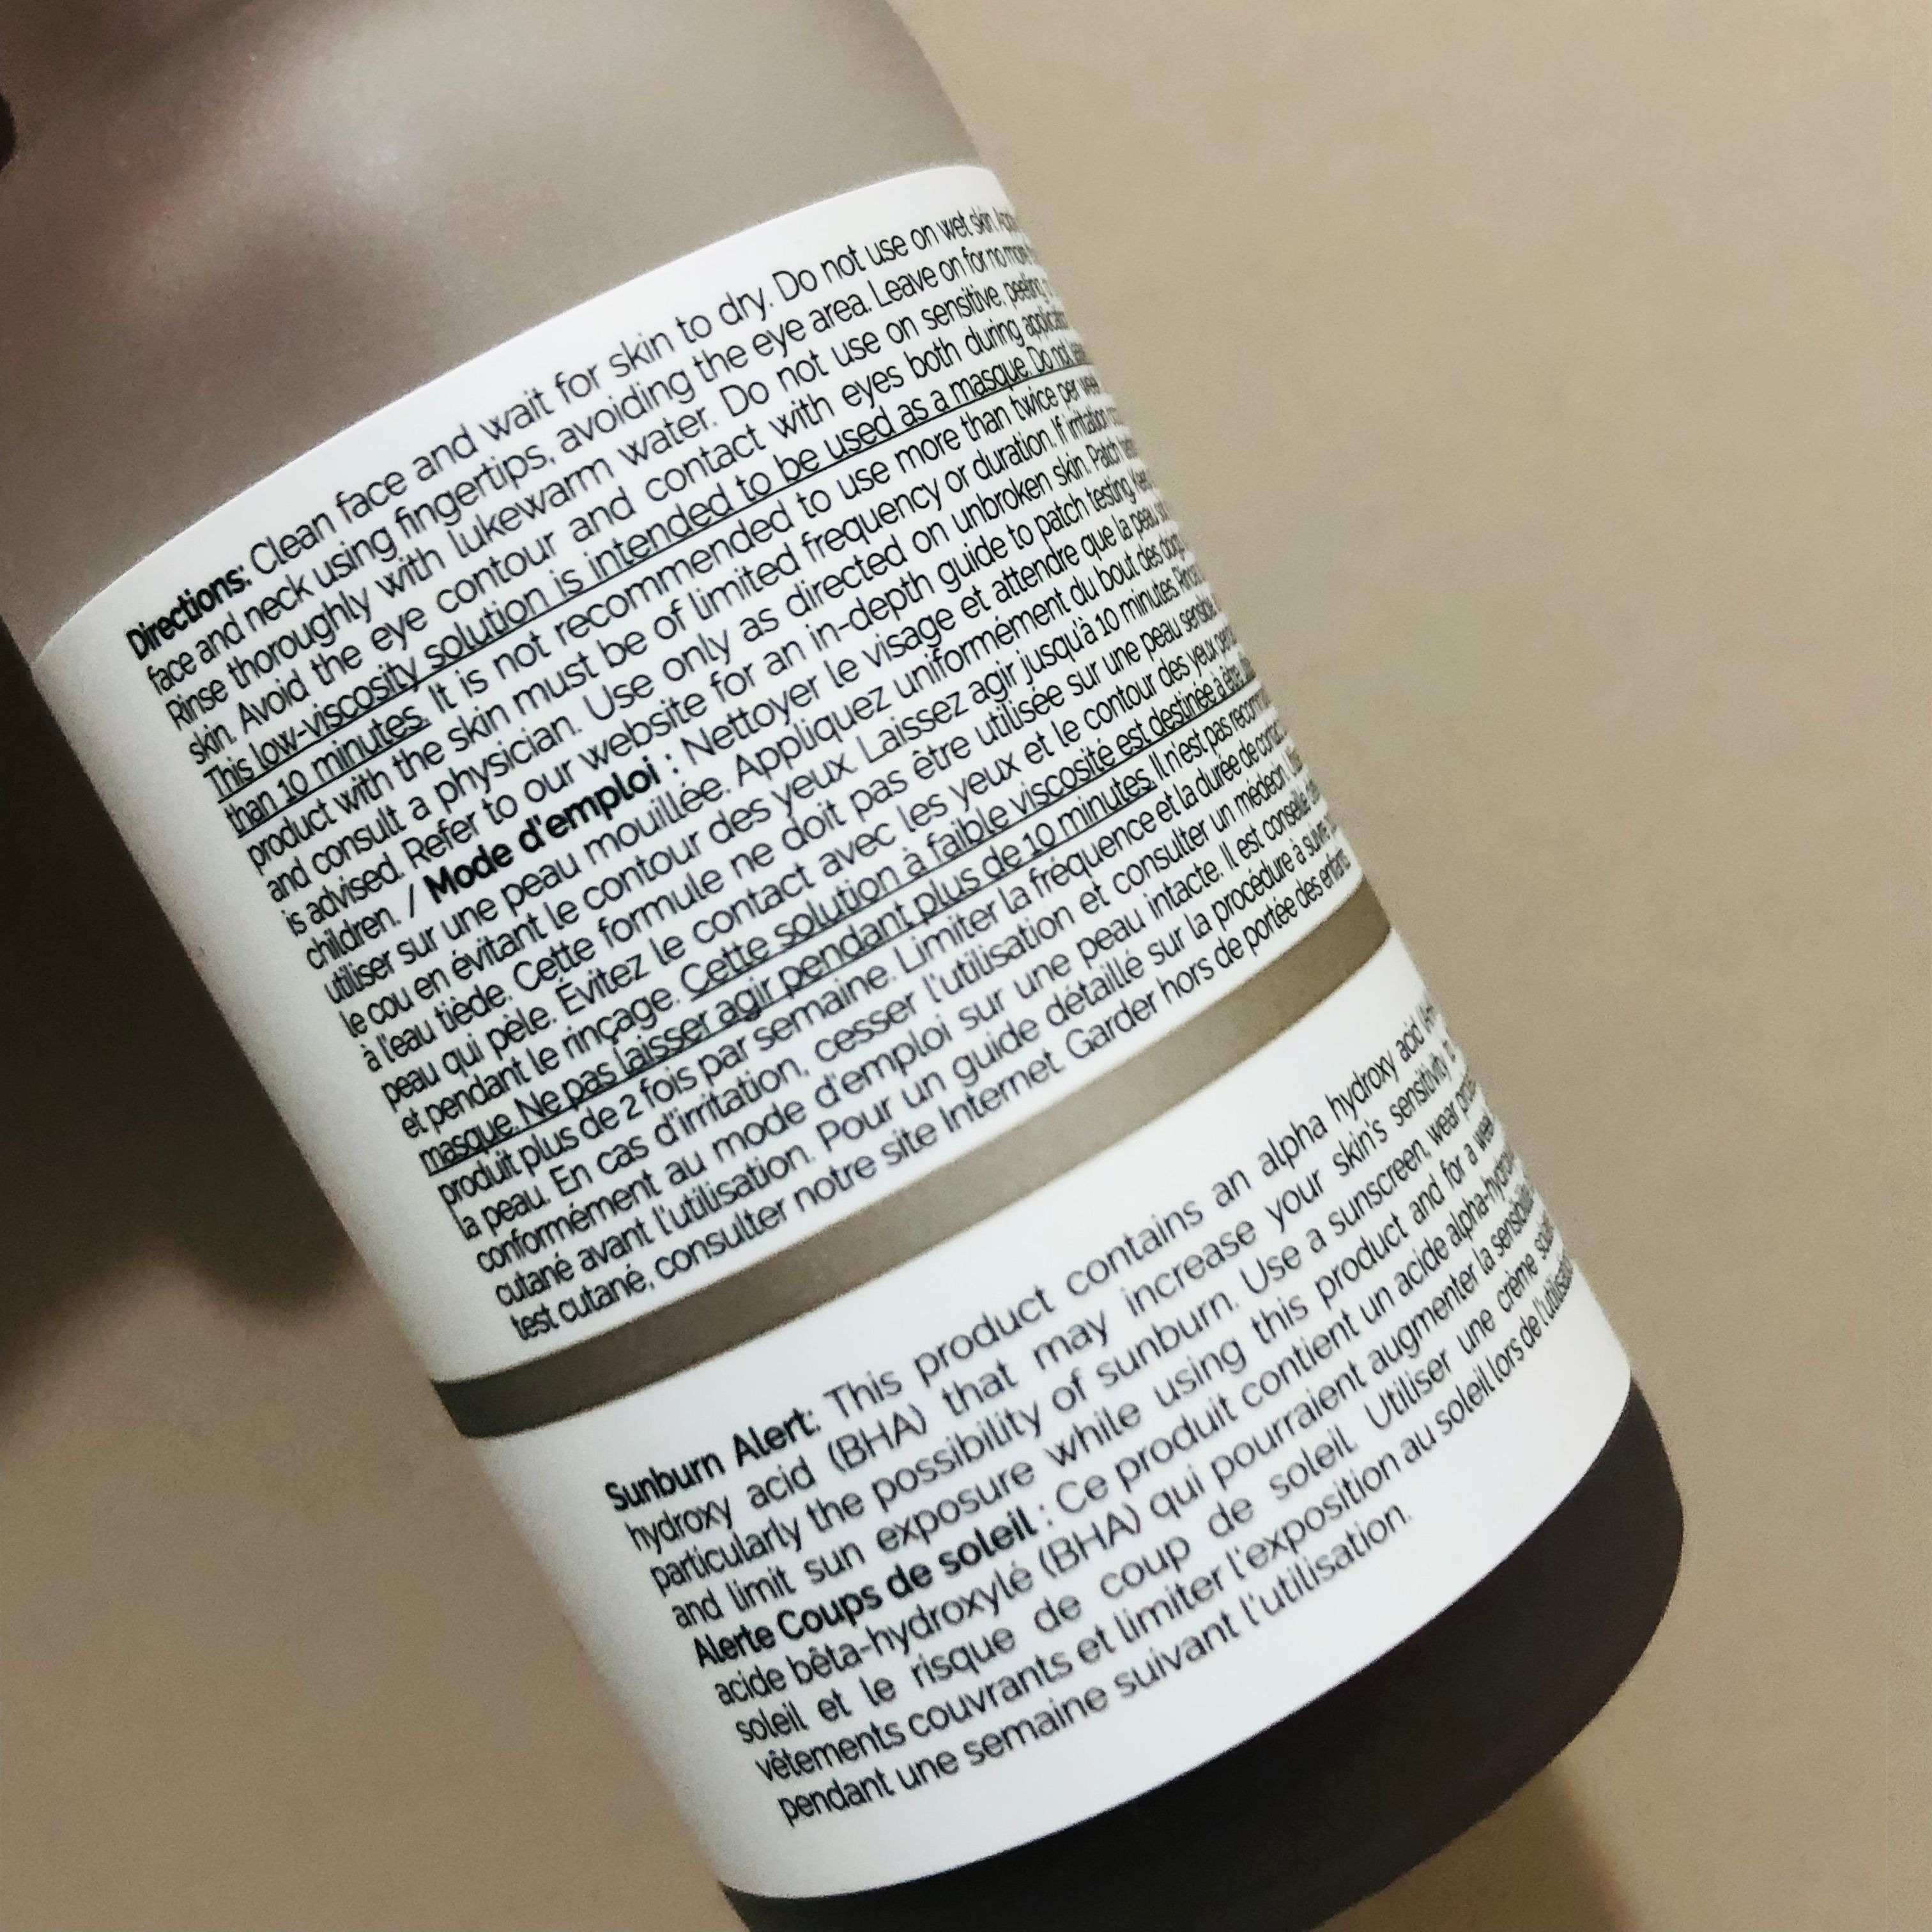 Directions: Clean face and wait for skin to dry. Do not use on wet skin.
face and neck using fingertips, avoiding the eye area. Leave on for no more
Rinse thoroughly with lukewarm water. Do not use on sensitive, peeling
skin. Avoid the eye contour and contact with eyes both during
This low-viscosity solution is intended to be used as a masque. Do not
than 10 minutes. It is not recommended to use more than twice per
product with the skin must be of limited frequency or duration. If irritation
and consult a physician. Use only as directed on unbroken skin. Patch
is advised. Refer to our website for an in-depth guide to patch testing.
children. / Mode d'emploi : Nettoyer le visage et attendre que la peau
utiliser sur une peau mouillée. Appliquez uniformément du bout des
le cou en évitant le contour des yeux. Laissez agir jusqu'à 10 minutes.
à l'eau tiède. Cette formule ne doit pas être utilisée sur une peau
peau qui pèle. Évitez le contact avec les yeux et le contour des yeux
et pendant le rinçage. Cette solution à faible viscosité est destinée à être
masque. Ne pas laisser agir pendant plus de 10 minutes. Il n'est pas
produit plus de 2 fois par semaine. Limiter la fréquence et la durée de
la peau. En cas d'irritation, cesser l'utilisation et consulter un médecin.
conformément au mode d'emploi sur une peau intacte. Il est conseillé
cutané avant l'utilisation. Pour un guide détaillé sur la procédure à suivre
test cutané, consulter notre site Internet. Garder hors de portée des
Sunburn Alert: This product contains an alpha hydroxy acid
hydroxy acid (BHA) that may increase your skin's sensitivity
particularly the possibility of sunburn. Use a sunscreen, wear
and limit sun exposure while using this product and for a
Alerte Coups de soleil : Ce produit contient un acide
acide bêta-hydroxylé (BHA) qui pourraient augmenter la
soleil et le risque de coup de soleil. Utiliser une crème
vêtements couvrants et limiter l'exposition au soleil lors de
pendant une semaine suivant l'utilisation.